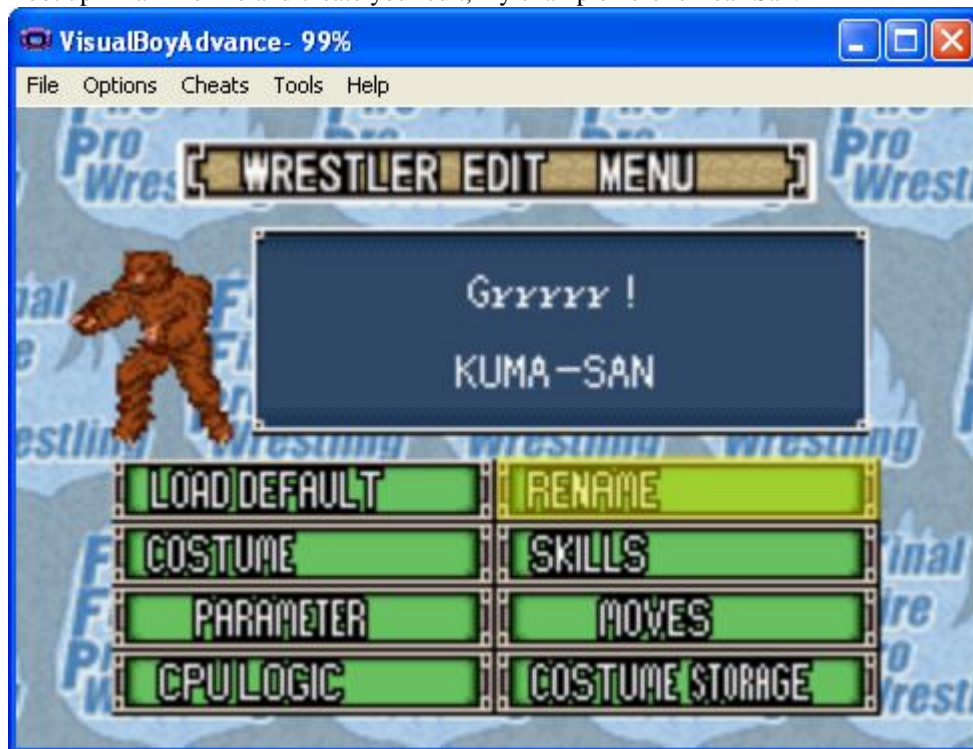 VisualBoyAdvance- 99%
File Options Cheats Tools Help
WRESTLER EDIT MENU
Grrrrr !
KUMA-SAN
LOAD DEFAULT RENAME
COSTUME SKILLS
PARAMETER MOVES
CPU LOGIC COSTUME STORAGE